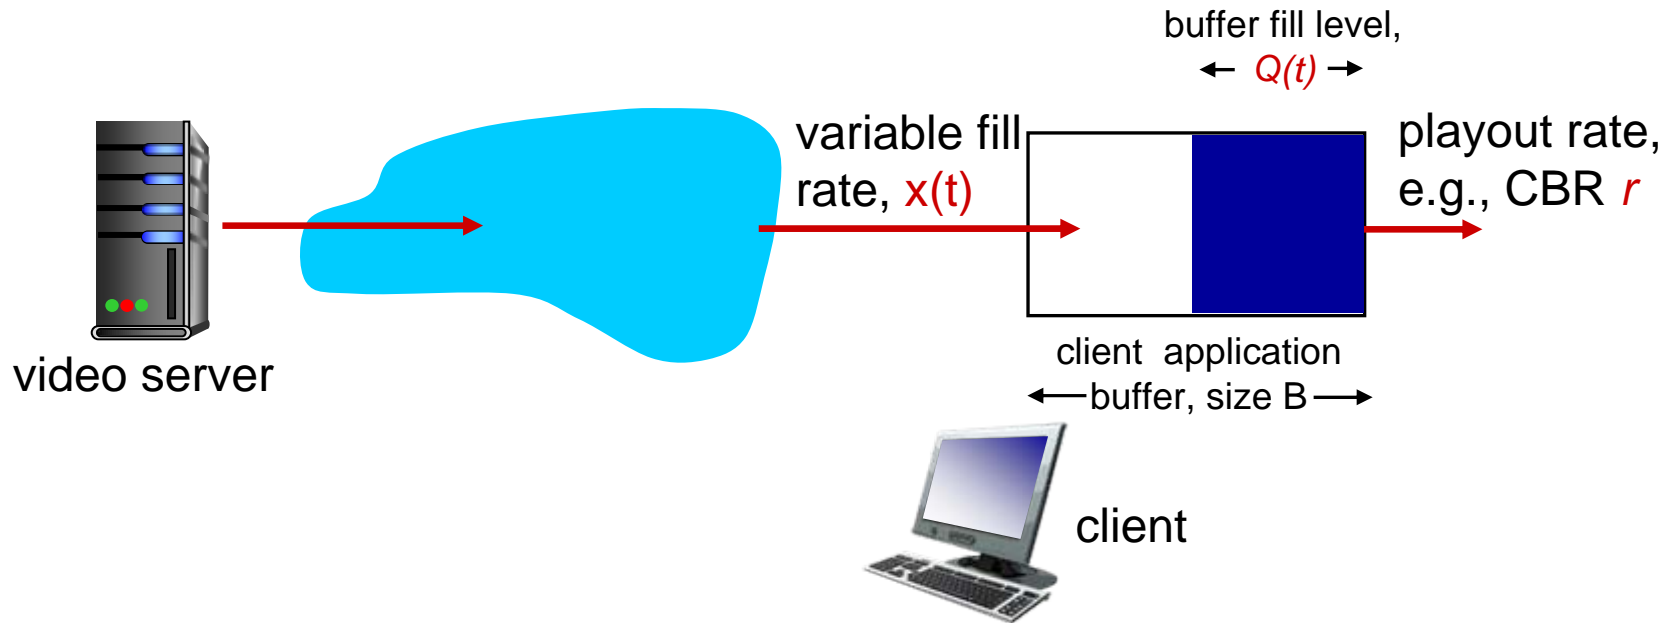 buffer fill level,
Q(t)
variable fill
rate, x(t)
playout rate,
e.g., CBR r
video server
client application
buffer, size B
client